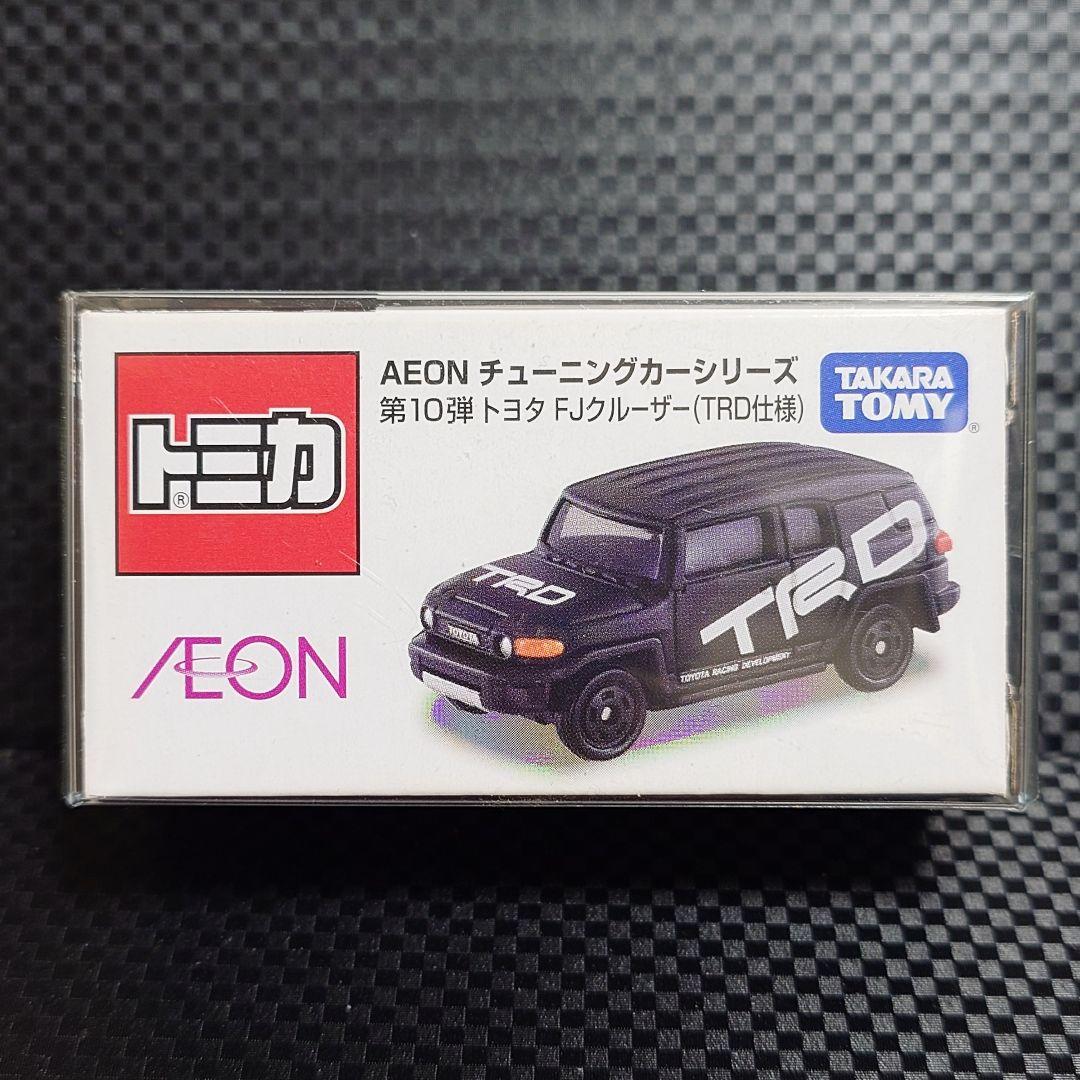 AEON チューニングカーシリーズ
第10弾 トヨタ FJクルーザー(TRD仕様)
TAKARA
TOMY
®
トミカ
®
AEON
TRD
TRD
TOYOTA
TOYOTA RACING DEVELOPMENT